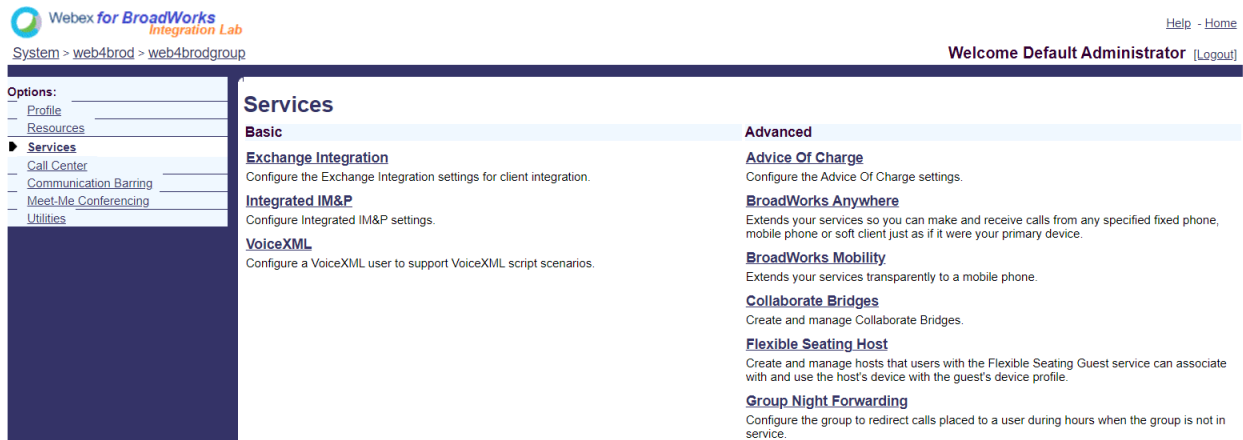 Webex for BroadWorks
Integration Lab
Help - Home
System > web4brod > web4brodgroup
Welcome Default Administrator [Logout]
Options:
Profile
Resources
Services
Call Center
Communication Barring
Meet-Me Conferencing
Utilities
Services
Basic
Exchange Integration
Configure the Exchange Integration settings for client integration.
Integrated IM&P
Configure Integrated IM&P settings.
VoiceXML
Configure a VoiceXML user to support VoiceXML script scenarios.
Advanced
Advice Of Charge
Configure the Advice Of Charge settings.
BroadWorks Anywhere
Extends your services so you can make and receive calls from any specified fixed phone,
mobile phone or soft client just as if it were your primary device.
BroadWorks Mobility
Extends your services transparently to a mobile phone.
Collaborate Bridges
Create and manage Collaborate Bridges.
Flexible Seating Host
Create and manage hosts that users with the Flexible Seating Guest service can associate
with and use the host's device with the guest's device profile.
Group Night Forwarding
Configure the group to redirect calls placed to a user during hours when the group is not in
service.